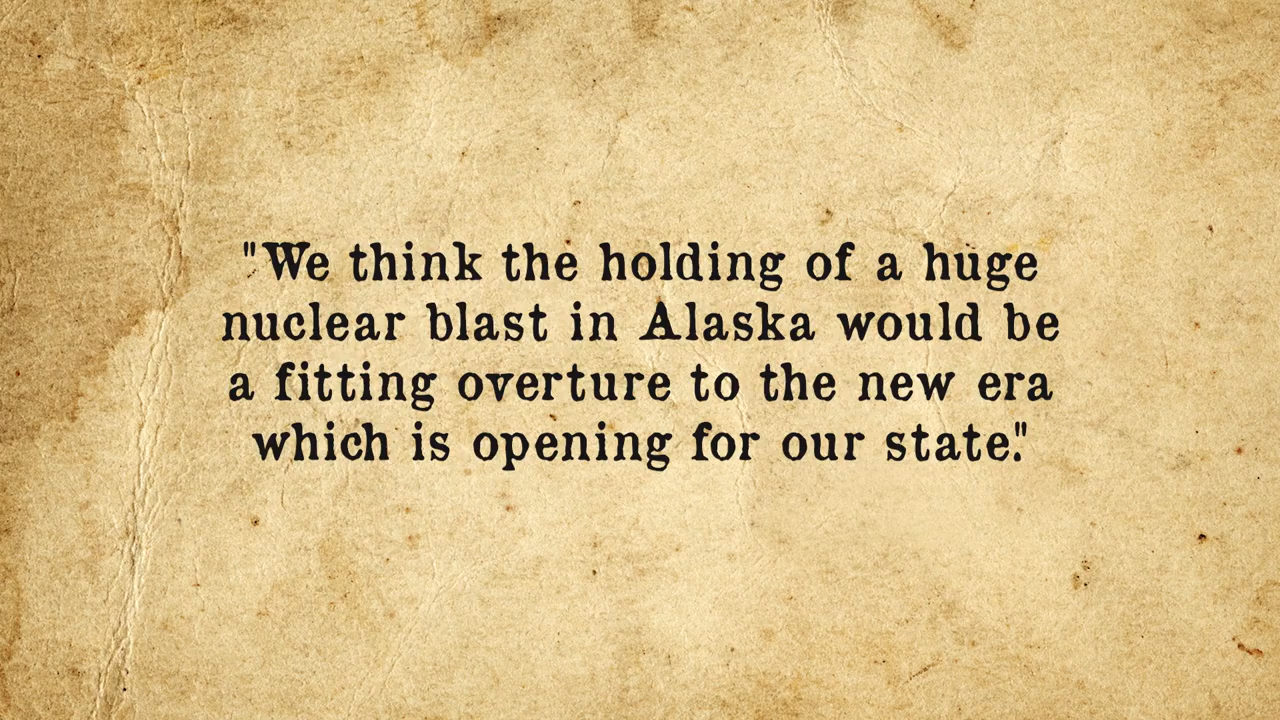 "We think the holding of a huge
nuclear blast in Alaska would be
a fitting overture to the new era
which is opening for our state."